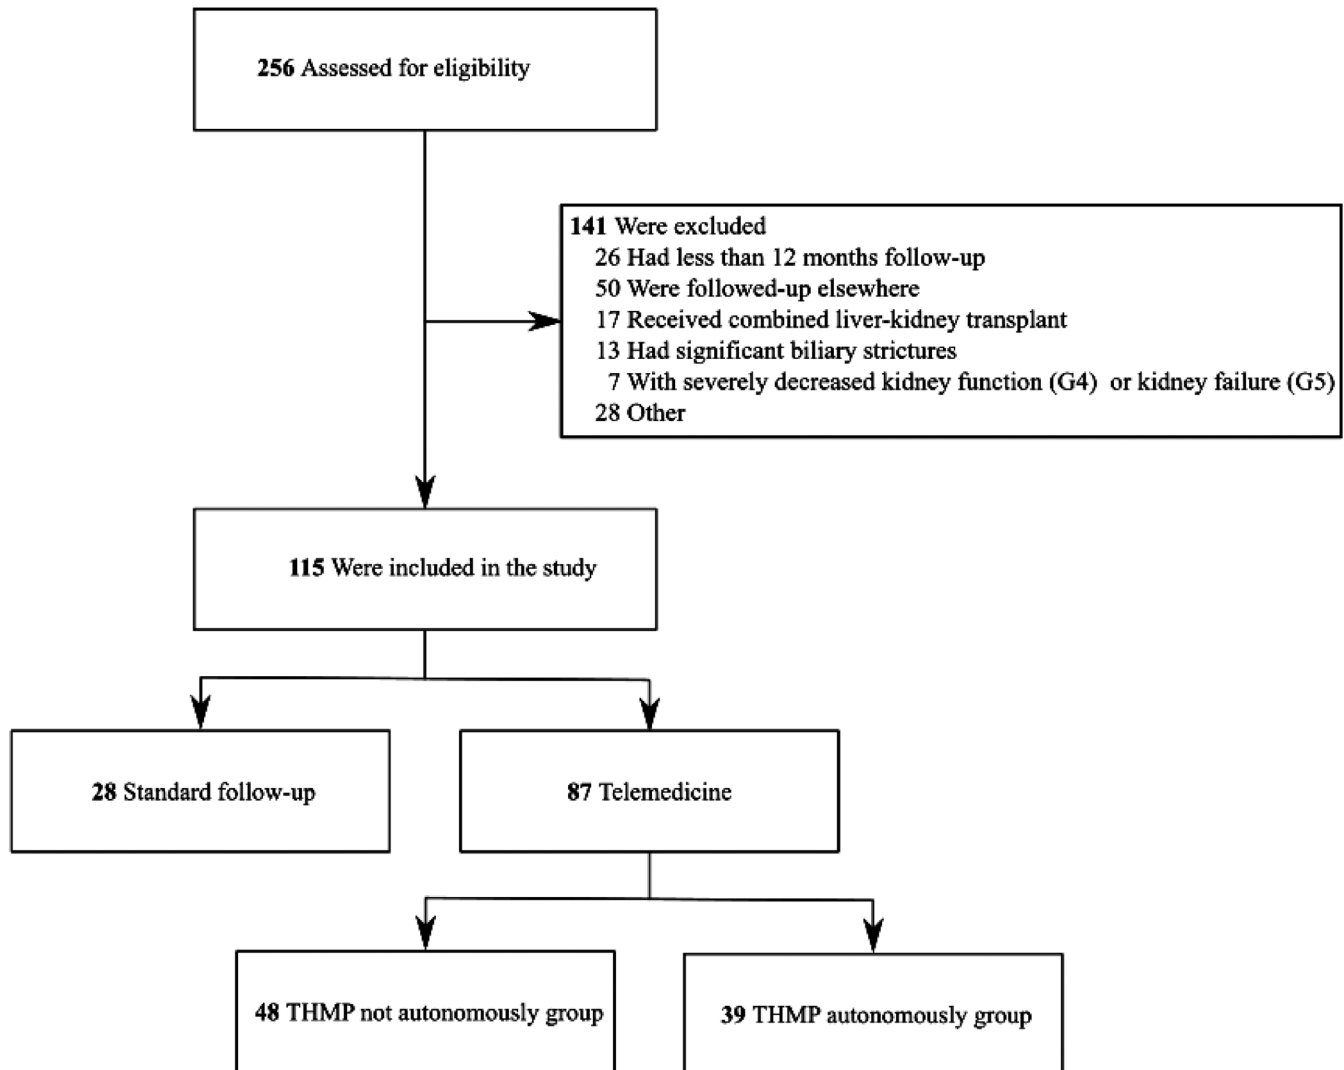 256 Assessed for eligibility
141 Were excluded
26 Had less than 12 months follow-up
50 Were followed-up elsewhere
17 Received combined liver-kidney transplant
13 Had significant biliary strictures
7 With severely decreased kidney function (G4) or kidney failure (G5)
28 Other
115 Were included in the study
28 Standard follow-up
87 Telemedicine
48 THMP not autonomously group
39 THMP autonomously group